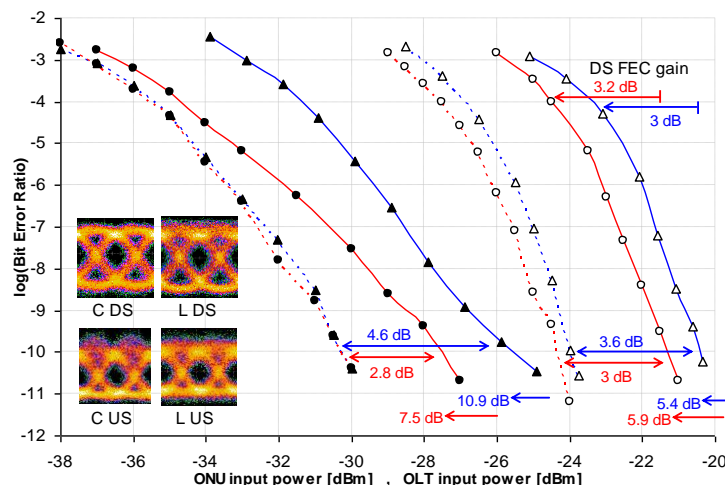 -2
-3
-4
-5
-6
-7
-8
-9
-10
-11
-12
log(Bit Error Ratio)
DS FEC gain
3.2 dB
3 dB
C DS
L DS
C US
L US
4.6 dB
2.8 dB
3.6 dB
3 dB
10.9 dB
7.5 dB
5.4 dB
5.9 dB
-38 -36 -34 -32 -30 -28 -26 -24 -22 -20
ONU input power [dBm] , OLT input power [dBm]